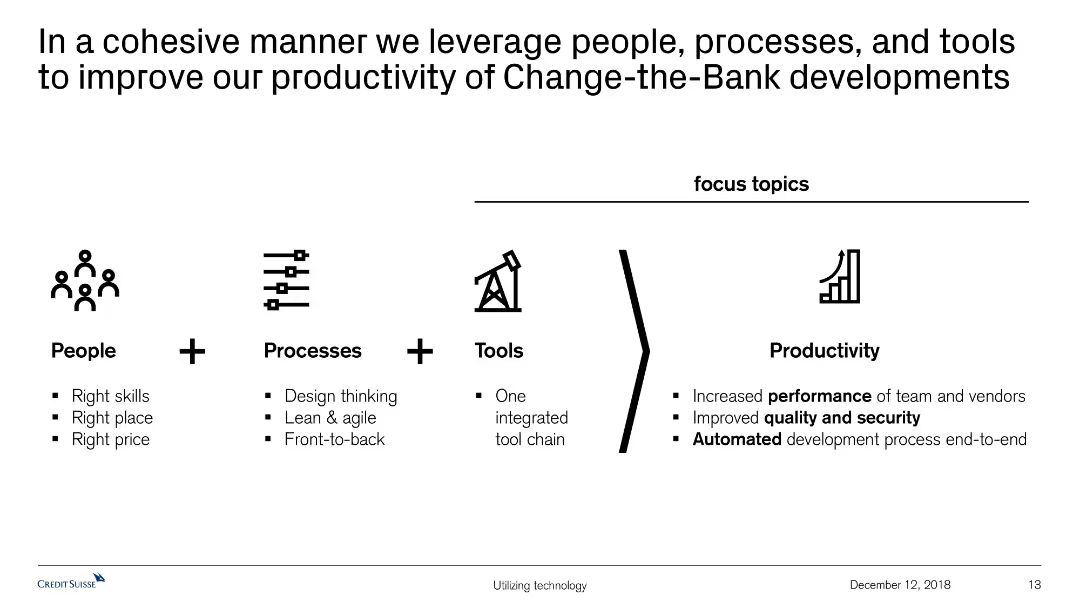 In a cohesive manner we leverage people, processes, and tools
to improve our productivity of Change-the-Bank developments
focus topics
People
+
Processes
+
Tools
Productivity
▪ Right skills
▪ Right place
▪ Right price
▪ Design thinking
▪ Lean & agile
▪ Front-to-back
▪ One
integrated
tool chain
▪ Increased performance of team and vendors
▪ Improved quality and security
▪ Automated development process end-to-end
CREDIT SUISSE
Utilizing technology
December 12, 2018
13